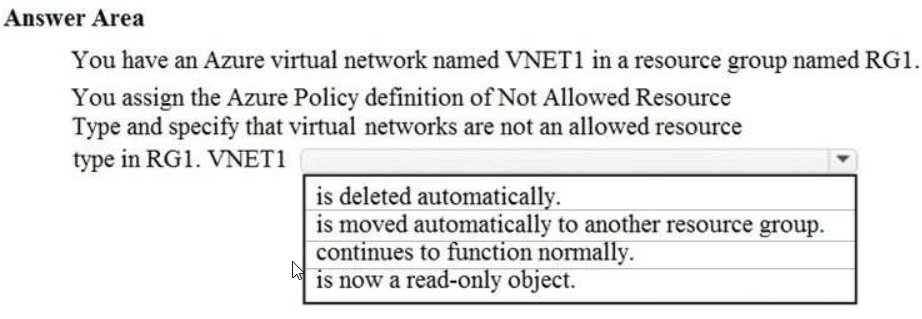 Answer Area
You have an Azure virtual network named VNET1 in a resource group named RG1.
You assign the Azure Policy definition of Not Allowed Resource
Type and specify that virtual networks are not an allowed resource
type in RG1. VNET1
is deleted automatically.
is moved automatically to another resource group.
continues to function normally.
is now a read-only object.